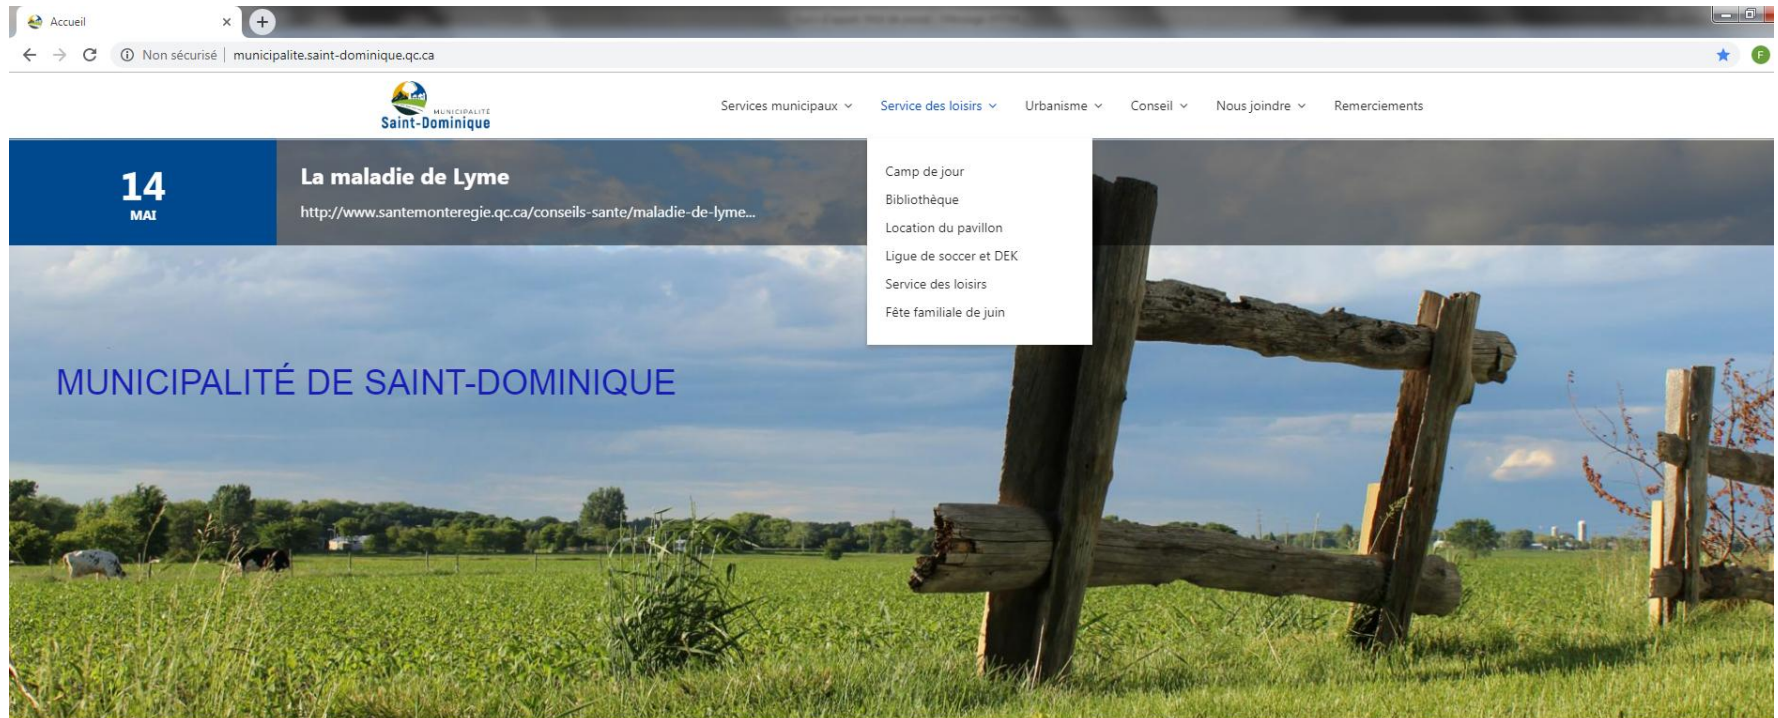 Accueil
Non sécurisé | municipalite.saint-dominique.qc.ca
F
MUNICIPALITÉ
Saint-Dominique
Services municipaux
Service des loisirs
Urbanisme
Conseil
Nous joindre
Remerciements
14
MAI
La maladie de Lyme
http://www.santemonteregie.qc.ca/conseils-sante/maladie-de-lyme...
Camp de jour
Bibliothèque
Location du pavillon
Ligue de soccer et DEK
Service des loisirs
Fête familiale de juin
MUNICIPALITÉ DE SAINT-DOMINIQUE